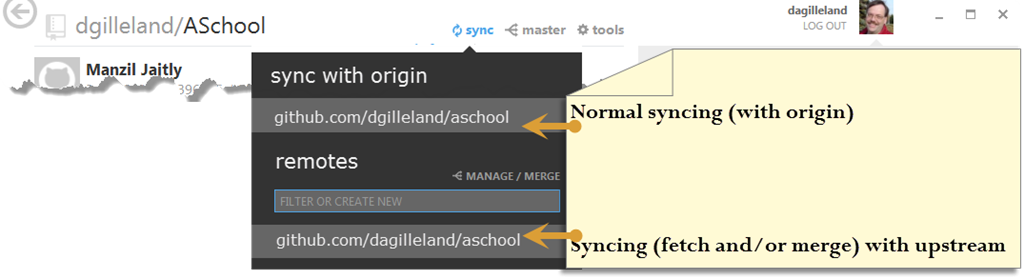 dgilleland/ASchool
sync
master
tools
dagilleland
LOG OUT
Manzil Jaitly
sync with origin
github.com/dgilleland/aschool
remotes
MANAGE / MERGE
FILTER OR CREATE NEW
github.com/dagilleland/aschool
Normal syncing (with origin)
Syncing (fetch and/or merge) with upstream